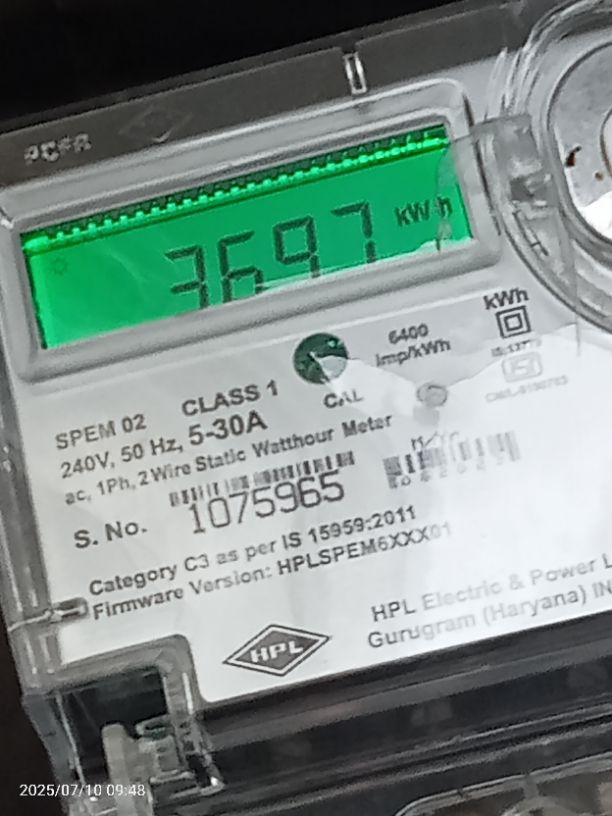 3697 kWh
kWh
6400
Imp/kWh
CAL
SPEM 02 CLASS 1
240V, 50 Hz, 5-30A
ac, 1Ph, 2 Wire Static Watthour Meter
S. No. 1075965
Category C3 as per IS 15959:2011
Firmware Version: HPLSPEM6XXX01
HPL
HPL Electric & Power
Gurugram (Haryana) IN
2025/07/10 09:48